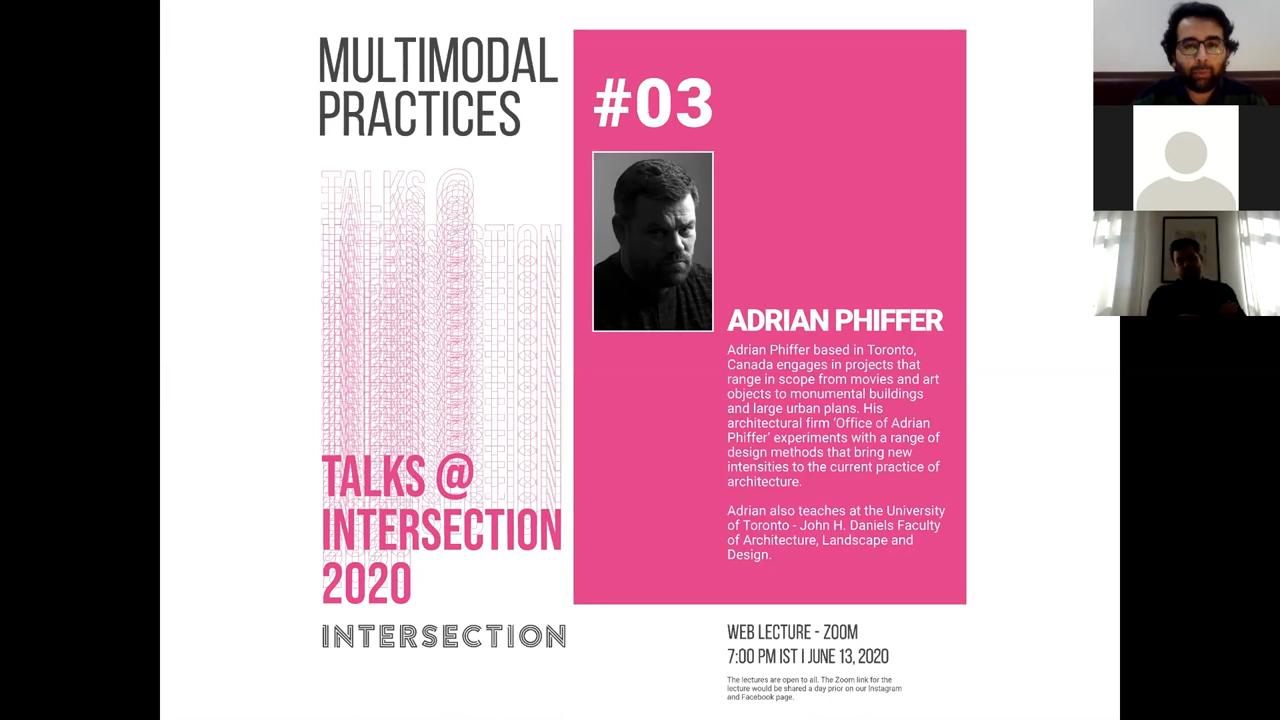 MULTIMODAL
PRACTICES
TALKS @
INTERSECTION
TALKS @
INTERSECTION
2020
INTERSECTION
#03
ADRIAN PHIFFER
Adrian Phiffer based in Toronto,
Canada engages in projects that
range in scope from movies and art
objects to monumental buildings
and large urban plans. His
architectural firm ‘Office of Adrian
Phiffer’ experiments with a range of
design methods that bring new
intensities to the current practice of
architecture.
Adrian also teaches at the University
of Toronto - John H. Daniels Faculty
of Architecture, Landscape and
Design.
WEB LECTURE - ZOOM
7:00 PM IST I JUNE 13, 2020
The lectures are open to all. The Zoom link for the
lecture would be shared a day prior on our Instagram
and Facebook page.